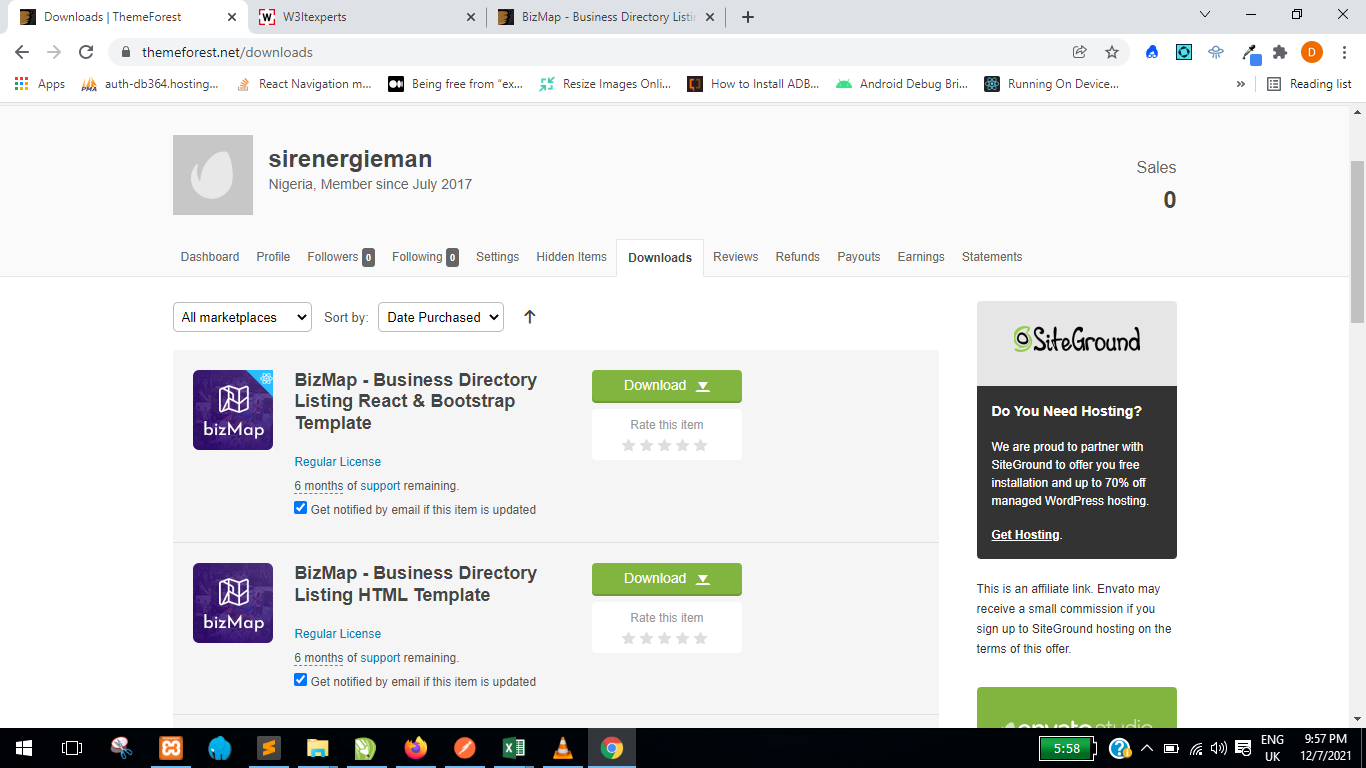 Downloads | ThemeForest
W3Itexperts
BizMap - Business Directory Listi
themeforest.net/downloads
D
Apps
auth-db364.hosting...
React Navigation m...
Being free from "ex...
Resize Images Onli...
How to Install ADB...
Android Debug Bri...
Running On Device...
»
Reading list
sirenergieman
Nigeria, Member since July 2017
Sales
0
Dashboard
Profile
Followers 0
Following 0
Settings
Hidden Items
Downloads
Reviews
Refunds
Payouts
Earnings
Statements
All marketplaces
Sort by:
Date Purchased
bizMap
BizMap - Business Directory
Listing React & Bootstrap
Template
Regular License
6 months of support remaining.
Get notified by email if this item is updated
Download
Rate this item
bizMap
BizMap - Business Directory
Listing HTML Template
Regular License
6 months of support remaining.
Get notified by email if this item is updated
Download
Rate this item
SiteGround
Do You Need Hosting?
We are proud to partner with
SiteGround to offer you free
installation and up to 70% off
managed WordPress hosting.
Get Hosting.
This is an affiliate link. Envato may
receive a small commission if you
sign up to SiteGround hosting on the
terms of this offer.
envato studio
5:58
ENG
UK
9:57 PM
12/7/2021